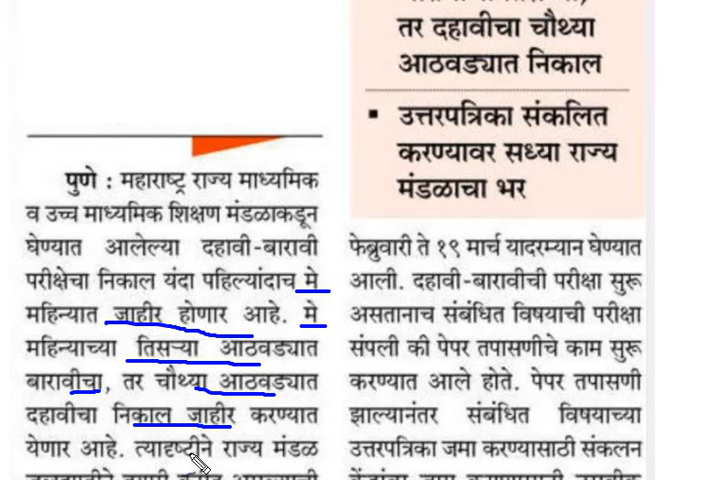 तर दहावीचा चौथ्या
आठवड्यात निकाल
▪ उत्तरपत्रिका संकलित
करण्यावर सध्या राज्य
मंडळाचा भर
पुणे : महाराष्ट्र राज्य माध्यमिक
व उच्च माध्यमिक शिक्षण मंडळाकडून
घेण्यात आलेल्या दहावी-बारावी
परीक्षेचा निकाल यंदा पहिल्यांदाच मे
महिन्यात जाहीर होणार आहे. मे
महिन्याच्या तिसऱ्या आठवड्यात
बारावीचा, तर चौथ्या आठवड्यात
दहावीचा निकाल जाहीर करण्यात
येणार आहे. त्यादृष्टीने राज्य मंडळ
फेब्रुवारी ते १९ मार्च यादरम्यान घेण्यात
आली. दहावी-बारावीची परीक्षा सुरू
असतानाच संबंधित विषयाची परीक्षा
संपली की पेपर तपासणीचे काम सुरू
करण्यात आले होते. पेपर तपासणी
झाल्यानंतर संबंधित विषयाच्या
उत्तरपत्रिका जमा करण्यासाठी संकलन